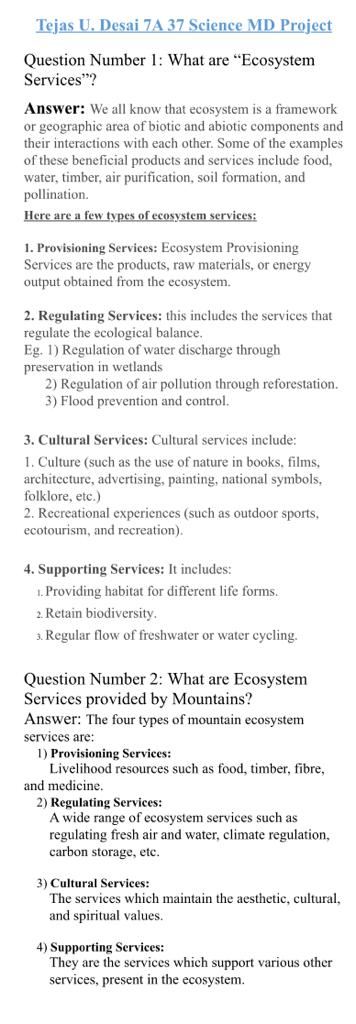 Tejas U. Desai 7A 37 Science MD Project
Question Number 1: What are “Ecosystem
Services”?
Answer: We all know that ecosystem is a framework
or geographic area of biotic and abiotic components and
their interactions with each other. Some of the examples
of these beneficial products and services include food,
water, timber, air purification, soil formation, and
pollination.
Here are a few types of ecosystem services:
1. Provisioning Services: Ecosystem Provisioning
Services are the products, raw materials, or energy
output obtained from the ecosystem.
2. Regulating Services: this includes the services that
regulate the ecological balance.
Eg. 1) Regulation of water discharge through
preservation in wetlands
2) Regulation of air pollution through reforestation.
3) Flood prevention and control.
3. Cultural Services: Cultural services include:
1. Culture (such as the use of nature in books, films,
architecture, advertising, painting, national symbols,
folklore, etc.)
2. Recreational experiences (such as outdoor sports,
ecotourism, and recreation).
4. Supporting Services: It includes:
1. Providing habitat for different life forms.
2. Retain biodiversity.
3. Regular flow of freshwater or water cycling.
Question Number 2: What are Ecosystem
Services provided by Mountains?
Answer: The four types of mountain ecosystem
services are:
1) Provisioning Services:
Livelihood resources such as food, timber, fibre,
and medicine.
2) Regulating Services:
A wide range of ecosystem services such as
regulating fresh air and water, climate regulation,
carbon storage, etc.
3) Cultural Services:
The services which maintain the aesthetic, cultural,
and spiritual values.
4) Supporting Services:
They are the services which support various other
services, present in the ecosystem.